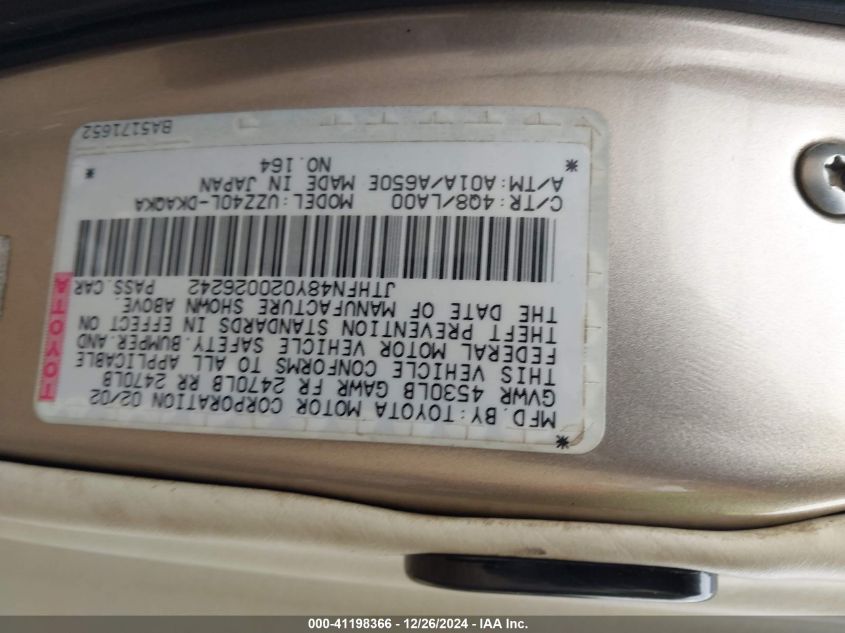 MFD. BY: TOYOTA MOTOR CORPORATION 02/02
GVWR 4530LB GAWR FR 2470LB RR 2470LB
THIS VEHICLE CONFORMS TO ALL APPLICABLE
FEDERAL MOTOR VEHICLE SAFETY, BUMPER AND
THEFT PREVENTION STANDARDS IN EFFECT ON
THE DATE OF MANUFACTURE SHOWN ABOVE.
JTHFN48Y020026242 PASS. CAR
C/TR: 4Q8/LA00 MODEL: UZZ40L-DKAQKA
A/TM: A01A/A650E MADE IN JAPAN
NO. 164
BA5171652
TOYOTA
000-41198366 - 12/26/2024 - IAA Inc.